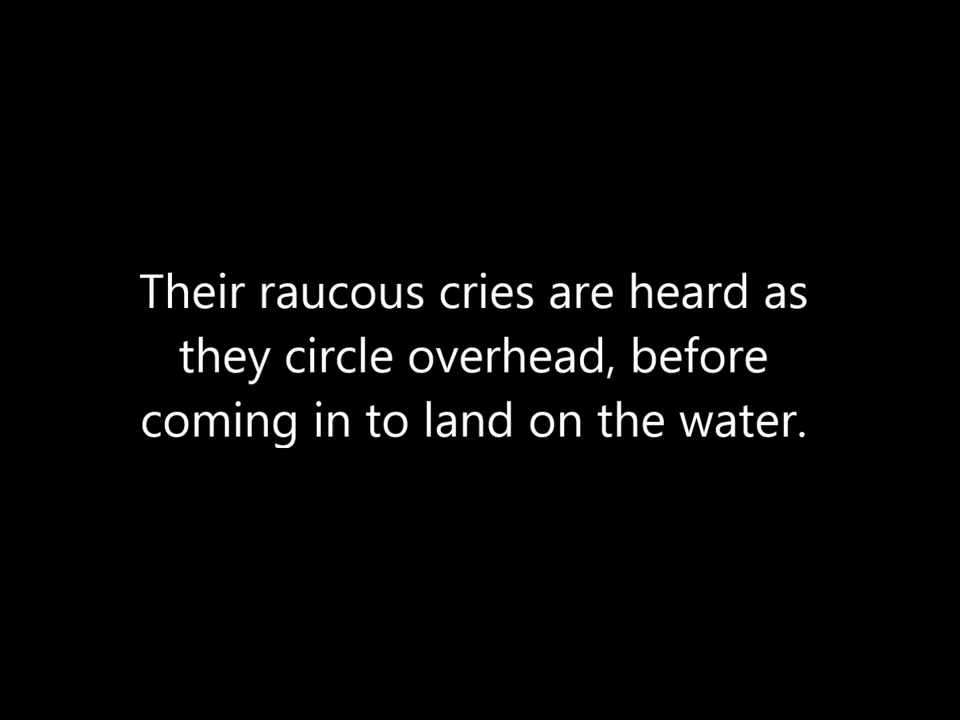 Their raucous cries are heard as
they circle overhead, before
coming in to land on the water.